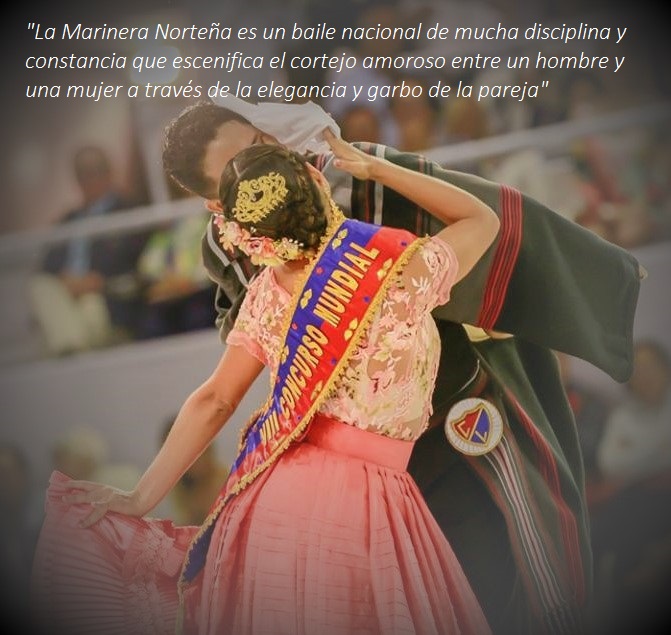 "La Marinera Norteña es un baile nacional de mucha disciplina y
constancia que escenifica el cortejo amoroso entre un hombre y
una mujer a través de la elegancia y garbo de la pareja"
CONCURSO MUNDIAL